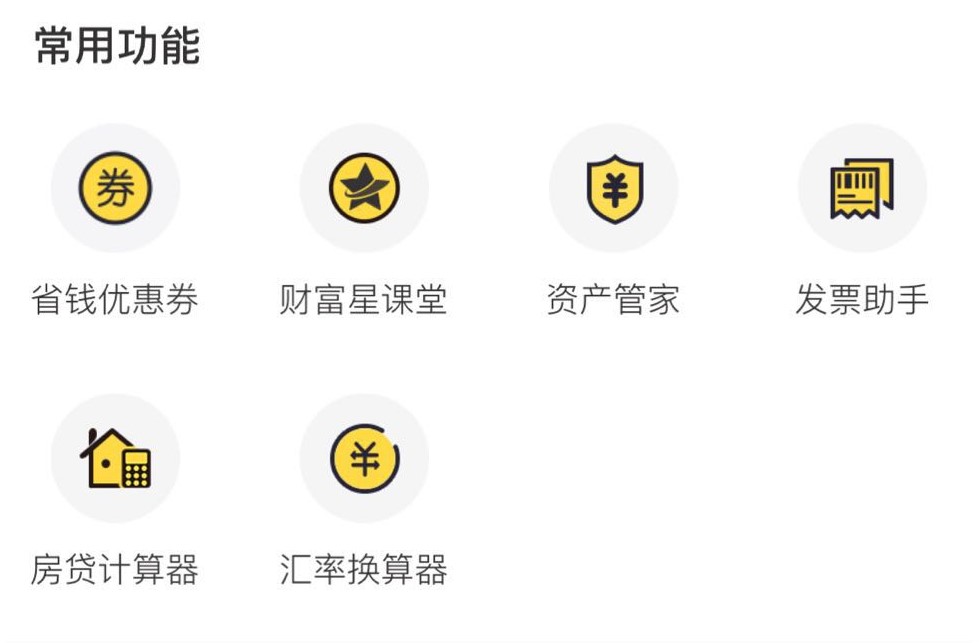 常用功能
券
省钱优惠券
财富星课堂
¥
资产管家
发票助手
房贷计算器
¥
汇率换算器